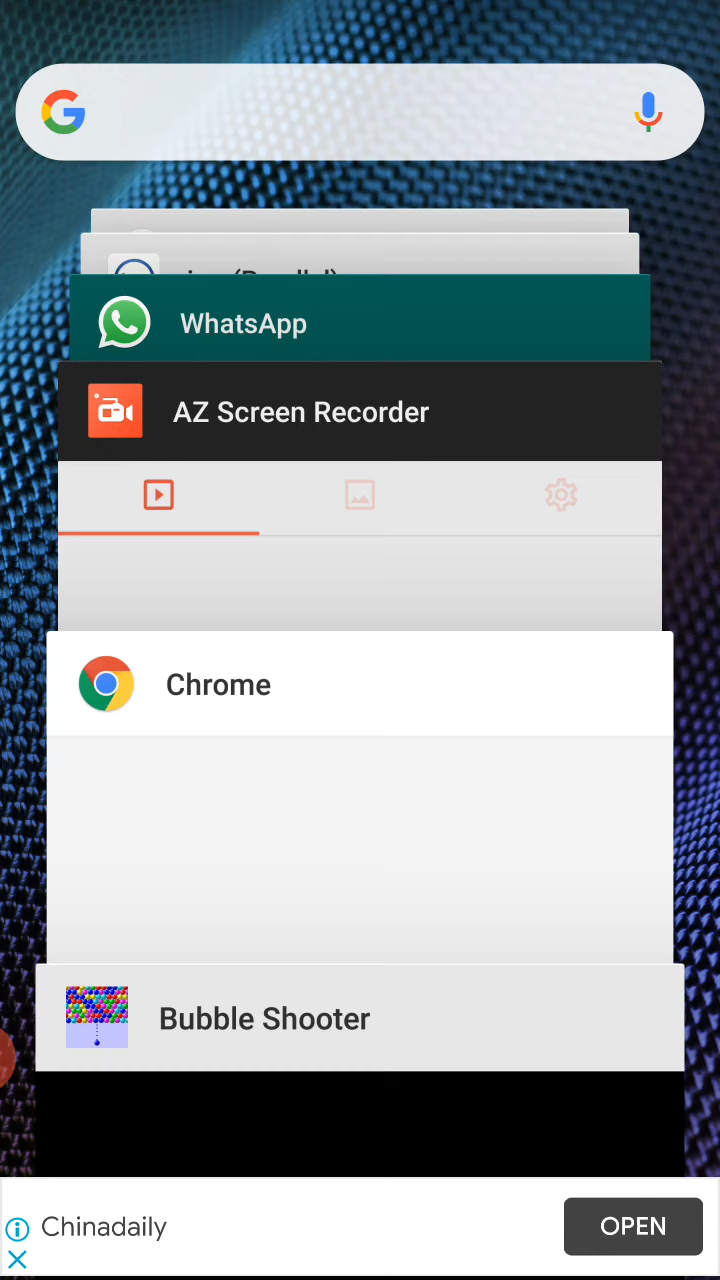 WhatsApp
AZ Screen Recorder
Chrome
Bubble Shooter
Chinadaily
OPEN